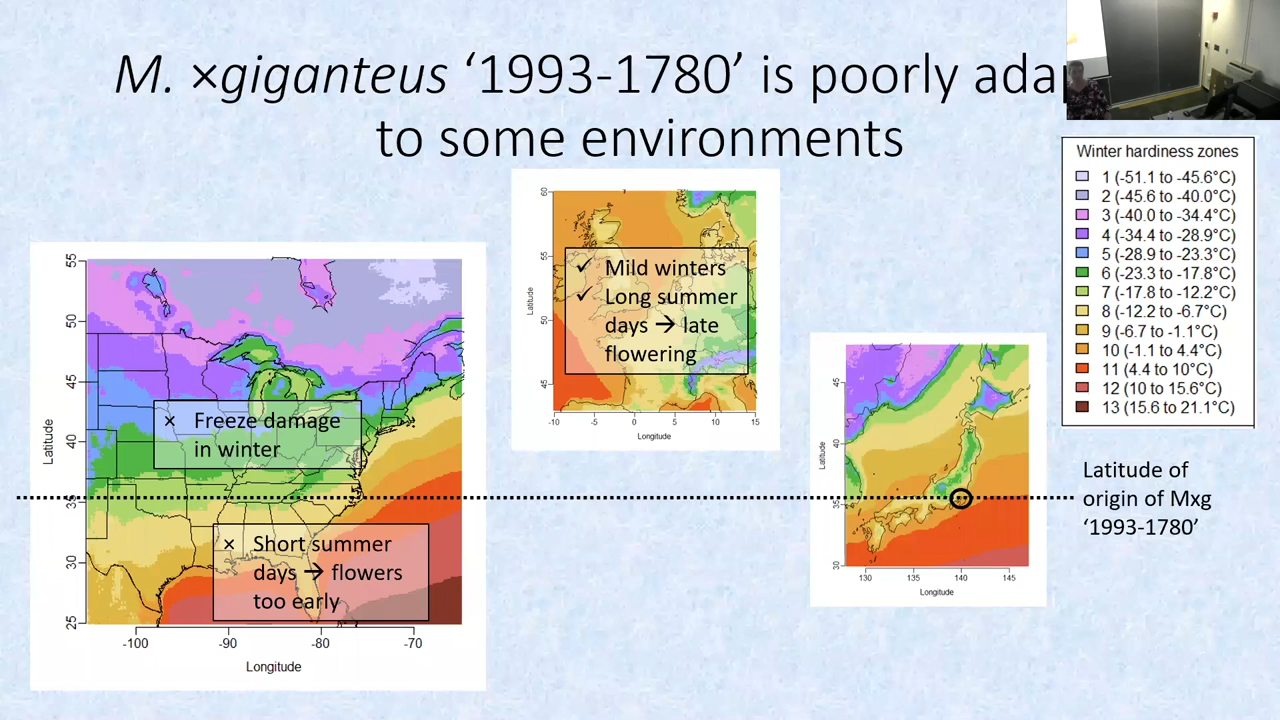 M. ×giganteus ‘1993-1780’ is poorly
to some environments
Winter hardiness zones
1 (-51.1 to -45.6°C)
2 (-45.6 to -40.0°C)
3 (-40.0 to -34.4°C)
4 (-34.4 to -28.9°C)
5 (-28.9 to -23.3°C)
6 (-23.3 to -17.8°C)
7 (-17.8 to -12.2°C)
8 (-12.2 to -6.7°C)
9 (-6.7 to -1.1°C)
10 (-1.1 to 4.4°C)
11 (4.4 to 10°C)
12 (10 to 15.6°C)
13 (15.6 to 21.1°C)
55
50
45
40
35
30
25
Latitude
× Freeze damage
in winter
× Short summer
days → flowers
too early
-100 -90 -80 -70
Longitude
60
55
50
45
Latitude
✓ Mild winters
✓ Long summer
days → late
flowering
-10 -5 0 5 10 15
Longitude
45
40
35
30
Latitude
130 135 140 145
Longitude
Latitude of
origin of Mxg
‘1993-1780’